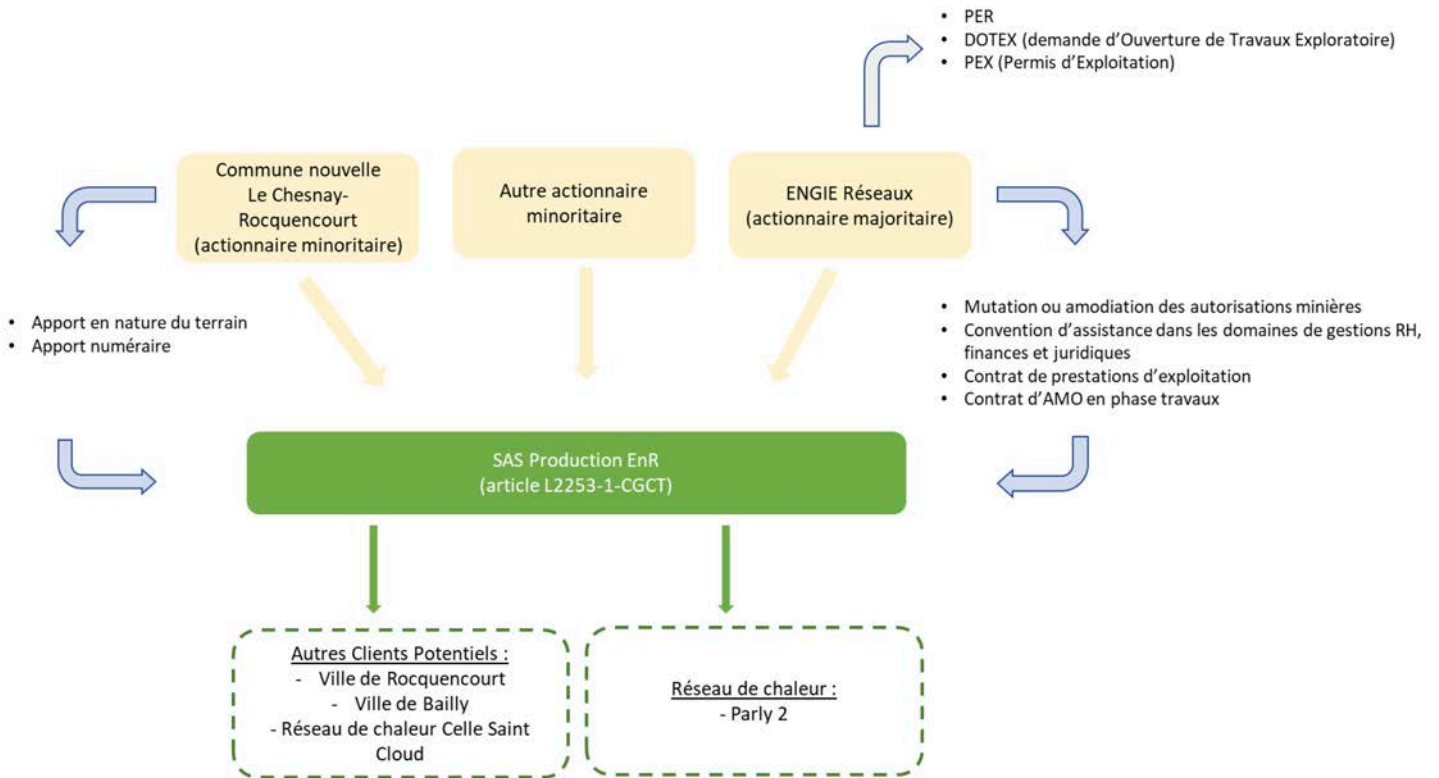 • PER
• DOTEX (demande d'Ouverture de Travaux Exploratoire)
• PEX (Permis d'Exploitation)
Commune nouvelle
Le Chesnay-
Rocquencourt
(actionnaire minoritaire)
Autre actionnaire
minoritaire
ENGIE Réseaux
(actionnaire majoritaire)
• Apport en nature du terrain
• Apport numéraire
• Mutation ou amodiation des autorisations minières
• Convention d'assistance dans les domaines de gestions RH,
finances et juridiques
• Contrat de prestations d'exploitation
• Contrat d'AMO en phase travaux
SAS Production EnR
(article L2253-1-CGCT)
Autres Clients Potentiels :
- Ville de Rocquencourt
- Ville de Bailly
- Réseau de chaleur Celle Saint
Cloud
Réseau de chaleur :
- Parly 2